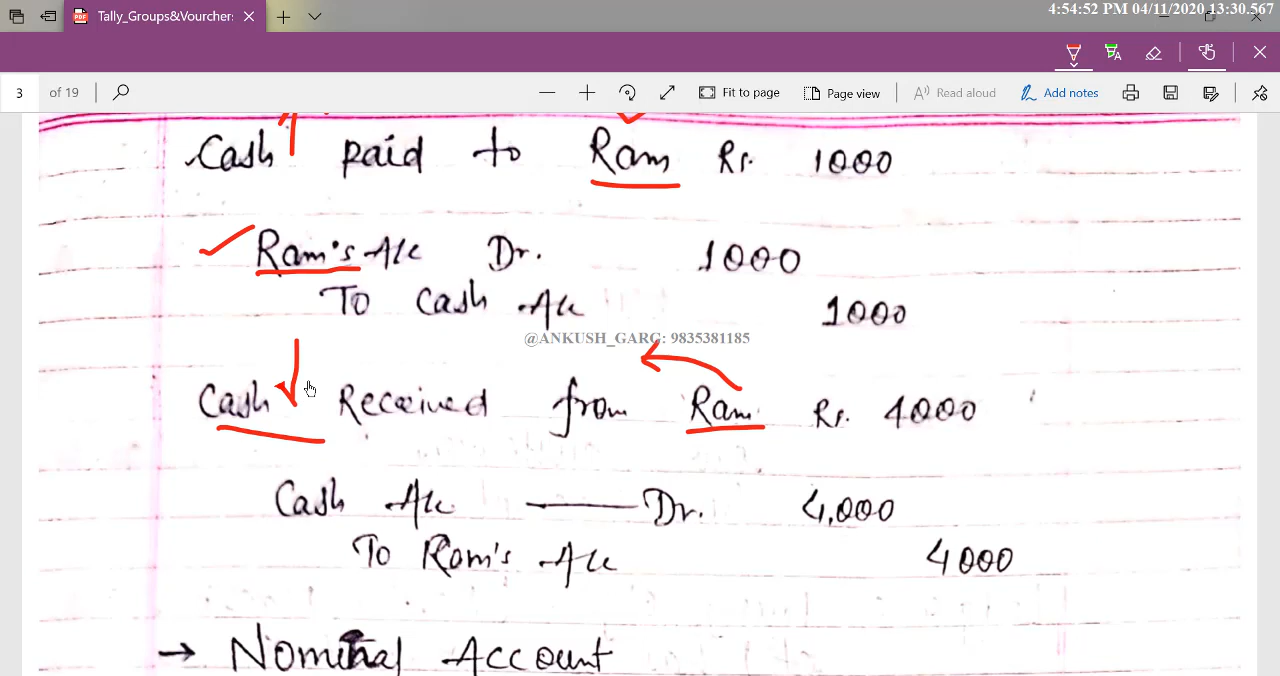 4:54:52 PM 04/11/2020 13:30.567
Tally_Groups&Vourcher:
3 of 19 Fit to page Page view Read aloud Add notes
Cash paid to Ram Rs. 1000
Ram's A/c Dr. 1000
To Cash A/c 1000
@ANKUSH_GARG: 9835381185
Cash Received from Ram Rs. 4000
Cash A/c Dr. 4,000
To Ram's A/c 4000
→ Nominal Account